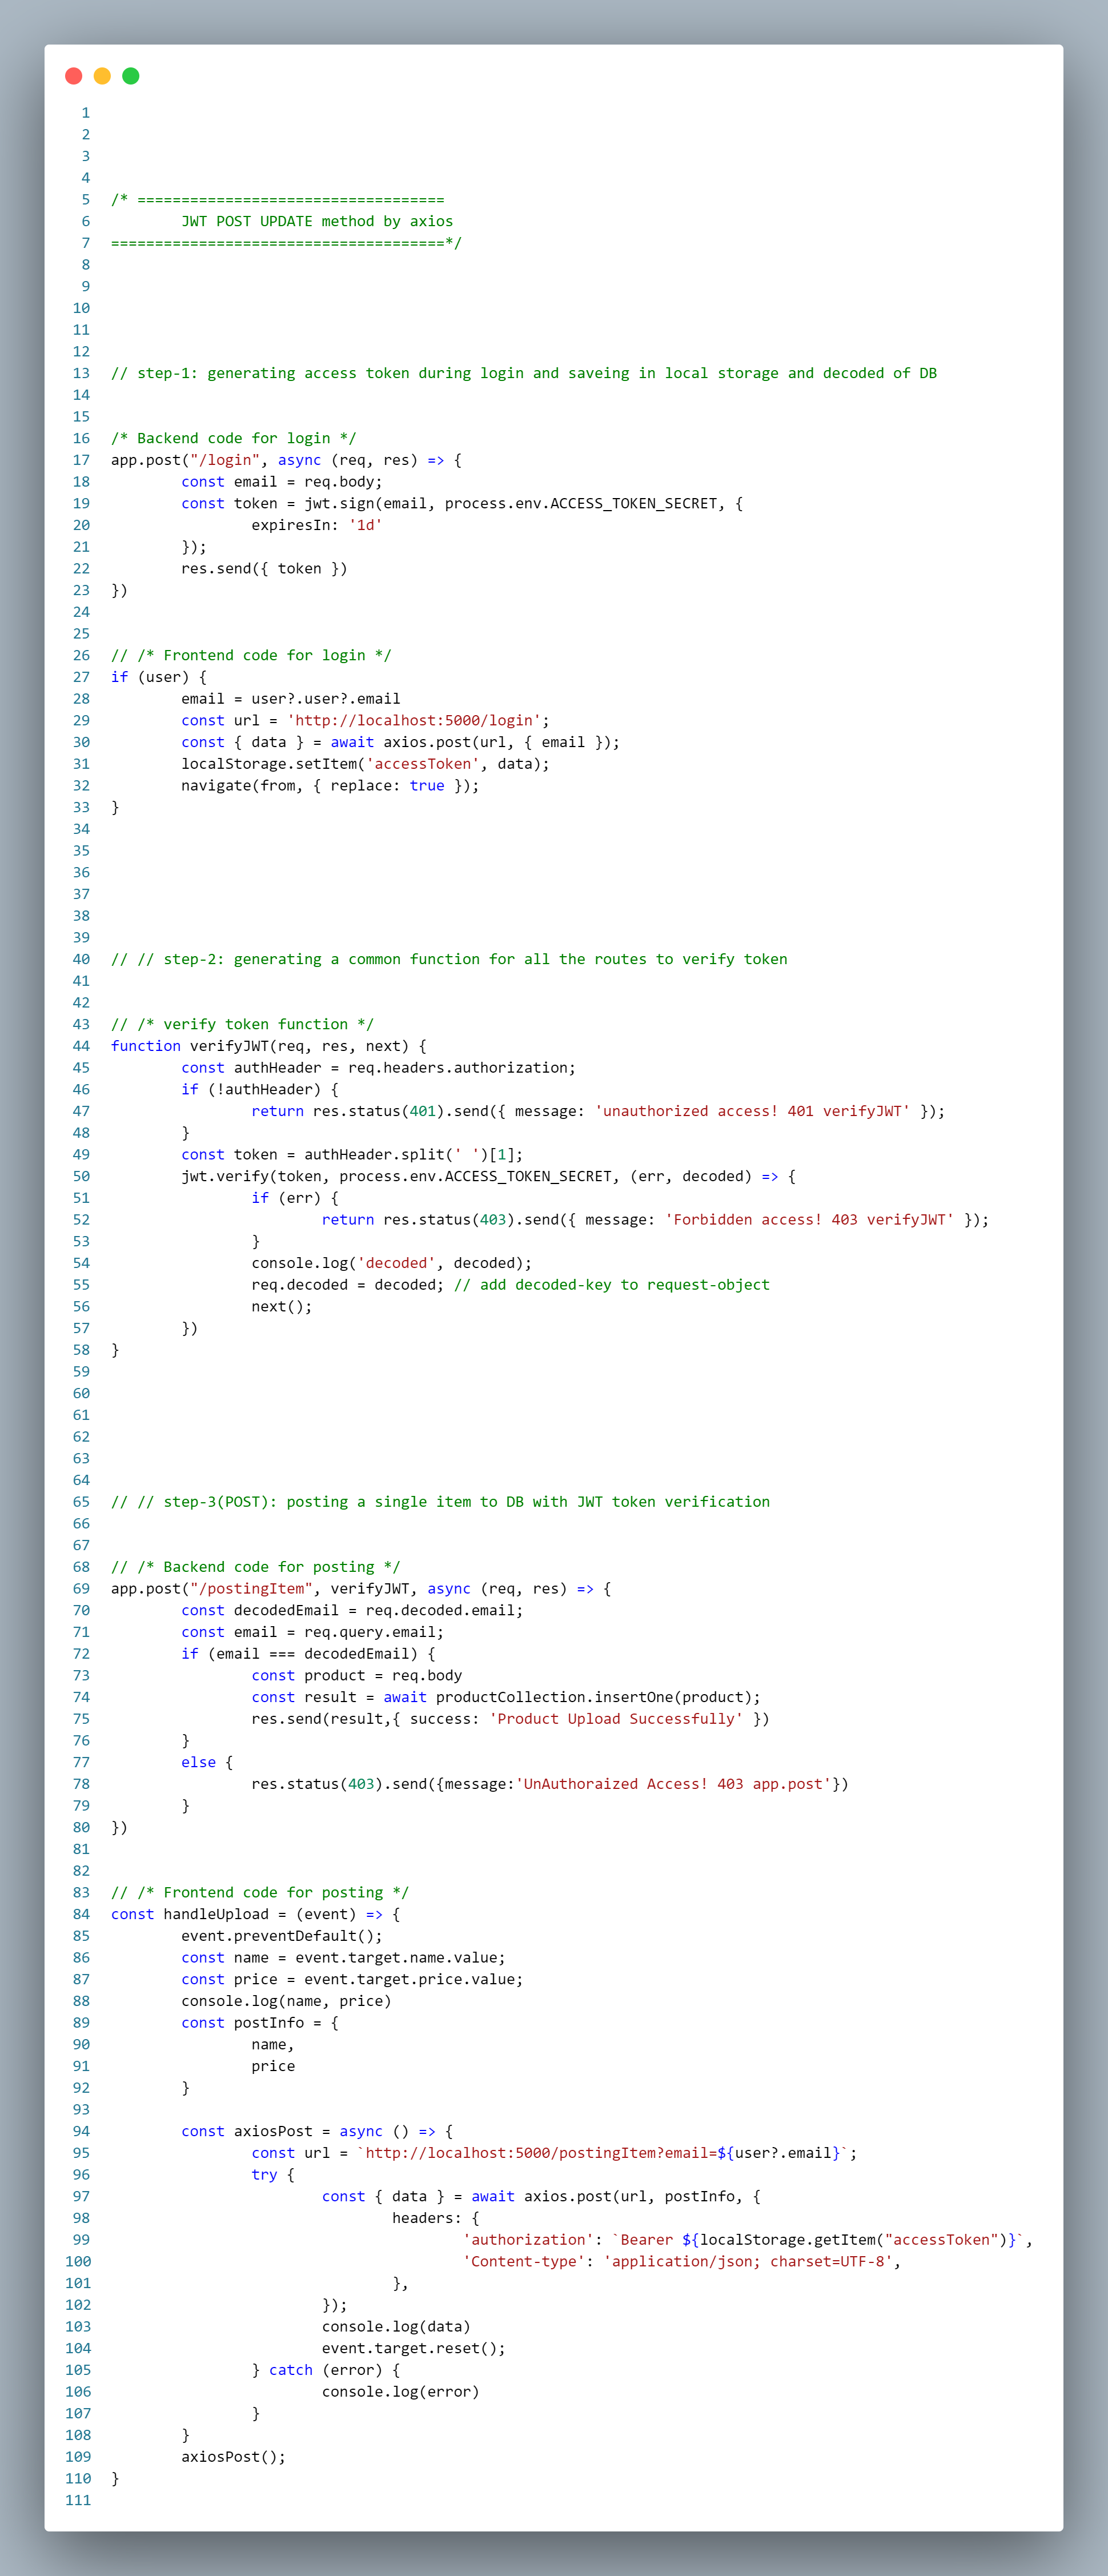 1
2
3
4
5 /* ===================================
6         JWT POST UPDATE method by axios
7 ======================================*/
8
9
10
11
12
13 // step-1: generating access token during login and saveing in local storage and decoded of DB
14
15
16 /* Backend code for login */
17 app.post("/login", async (req, res) => {
18         const email = req.body;
19         const token = jwt.sign(email, process.env.ACCESS_TOKEN_SECRET, {
20                 expiresIn: '1d'
21         });
22         res.send({ token })
23 })
24
25
26 // /* Frontend code for login */
27 if (user) {
28         email = user?.user?.email
29         const url = 'http://localhost:5000/login';
30         const { data } = await axios.post(url, { email });
31         localStorage.setItem('accessToken', data);
32         navigate(from, { replace: true });
33 }
34
35
36
37
38
39
40 // // step-2: generating a common function for all the routes to verify token
41
42
43 // /* verify token function */
44 function verifyJWT(req, res, next) {
45         const authHeader = req.headers.authorization;
46         if (!authHeader) {
47                 return res.status(401).send({ message: 'unauthorized access! 401 verifyJWT' });
48         }
49         const token = authHeader.split(' ')[1];
50         jwt.verify(token, process.env.ACCESS_TOKEN_SECRET, (err, decoded) => {
51                 if (err) {
52                         return res.status(403).send({ message: 'Forbidden access! 403 verifyJWT' });
53                 }
54                 console.log('decoded', decoded);
55                 req.decoded = decoded; // add decoded-key to request-object
56                 next();
57         })
58 }
59
60
61
62
63
64
65 // // step-3(POST): posting a single item to DB with JWT token verification
66
67
68 // /* Backend code for posting */
69 app.post("/postingItem", verifyJWT, async (req, res) => {
70         const decodedEmail = req.decoded.email;
71         const email = req.query.email;
72         if (email === decodedEmail) {
73                 const product = req.body
74                 const result = await productCollection.insertOne(product);
75                 res.send(result,{ success: 'Product Upload Successfully' })
76         }
77         else {
78                 res.status(403).send({message:'UnAuthoraized Access! 403 app.post'})
79         }
80 })
81
82
83 // /* Frontend code for posting */
84 const handleUpload = (event) => {
85         event.preventDefault();
86         const name = event.target.name.value;
87         const price = event.target.price.value;
88         console.log(name, price)
89         const postInfo = {
90                 name,
91                 price
92         }
93
94         const axiosPost = async () => {
95                 const url = `http://localhost:5000/postingItem?email=${user?.email}`;
96                 try {
97                         const { data } = await axios.post(url, postInfo, {
98                                 headers: {
99                                         'authorization': `Bearer ${localStorage.getItem("accessToken")}`,
100                                         'Content-type': 'application/json; charset=UTF-8',
101                                 },
102                         });
103                         console.log(data)
104                         event.target.reset();
105                 } catch (error) {
106                         console.log(error)
107                 }
108         }
109         axiosPost();
110 }
111